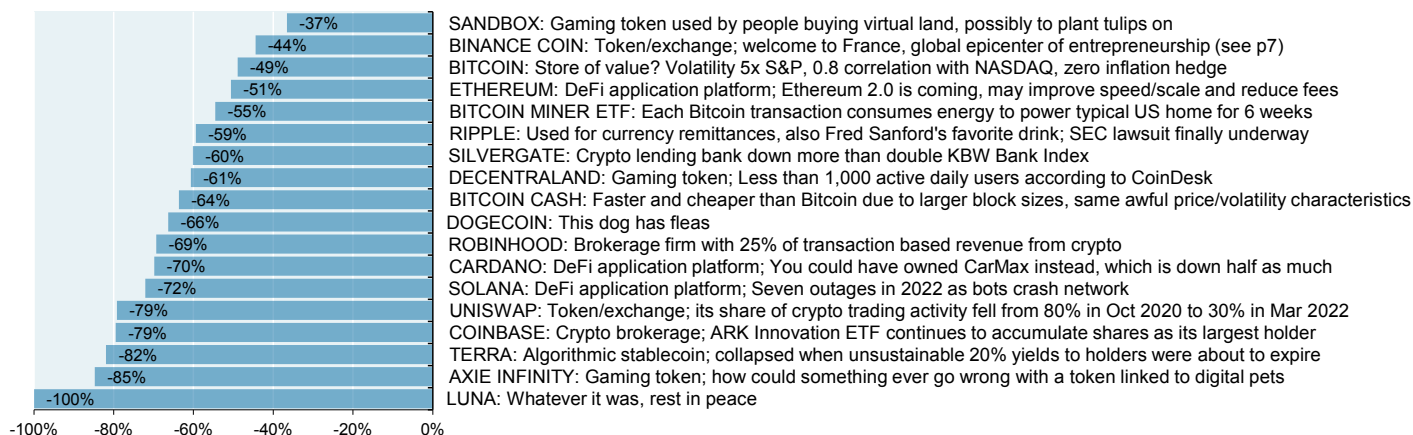 -37% SANDBOX: Gaming token used by people buying virtual land, possibly to plant tulips on
-44% BINANCE COIN: Token/exchange; welcome to France, global epicenter of entrepreneurship (see p7)
-49% BITCOIN: Store of value? Volatility 5x S&P, 0.8 correlation with NASDAQ, zero inflation hedge
-51% ETHEREUM: DeFi application platform; Ethereum 2.0 is coming, may improve speed/scale and reduce fees
-55% BITCOIN MINER ETF: Each Bitcoin transaction consumes energy to power typical US home for 6 weeks
-59% RIPPLE: Used for currency remittances, also Fred Sanford's favorite drink; SEC lawsuit finally underway
-60% SILVERGATE: Crypto lending bank down more than double KBW Bank Index
-61% DECENTRALAND: Gaming token; Less than 1,000 active daily users according to CoinDesk
-64% BITCOIN CASH: Faster and cheaper than Bitcoin due to larger block sizes, same awful price/volatility characteristics
-66% DOGECOIN: This dog has fleas
-69% ROBINHOOD: Brokerage firm with 25% of transaction based revenue from crypto
-70% CARDANO: DeFi application platform; You could have owned CarMax instead, which is down half as much
-72% SOLANA: DeFi application platform; Seven outages in 2022 as bots crash network
-79% UNISWAP: Token/exchange; its share of crypto trading activity fell from 80% in Oct 2020 to 30% in Mar 2022
-79% COINBASE: Crypto brokerage; ARK Innovation ETF continues to accumulate shares as its largest holder
-82% TERRA: Algorithmic stablecoin; collapsed when unsustainable 20% yields to holders were about to expire
-85% AXIE INFINITY: Gaming token; how could something ever go wrong with a token linked to digital pets
-100% LUNA: Whatever it was, rest in peace
-100% -80% -60% -40% -20% 0%